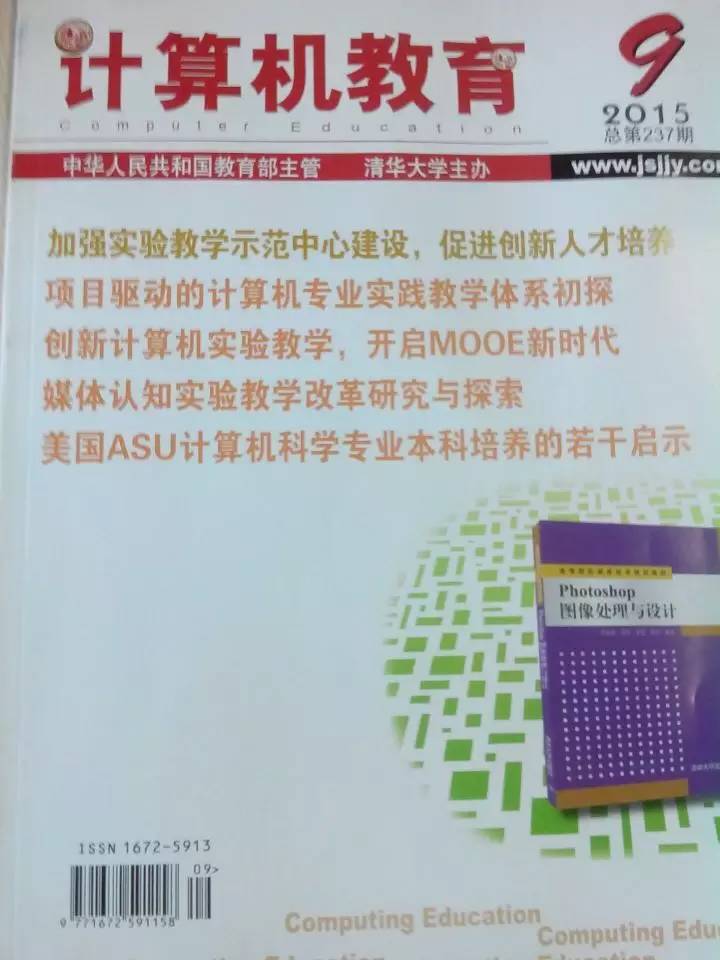 计算机教育
Computer Education
9
2015
总第237期
中华人民共和国教育部主管 清华大学主办
www.jsjjy.com
加强实验教学示范中心建设，促进创新人才培养
项目驱动的计算机专业实践教学体系初探
创新计算机实验教学，开启MOOE新时代
媒体认知实验教学改革研究与探索
美国ASU计算机科学专业本科培养的若干启示
Photoshop
图像处理与设计
ISSN 1672-5913
09>
9 771672 591158
Computing Education
Computing Edu
Computing Education
Education